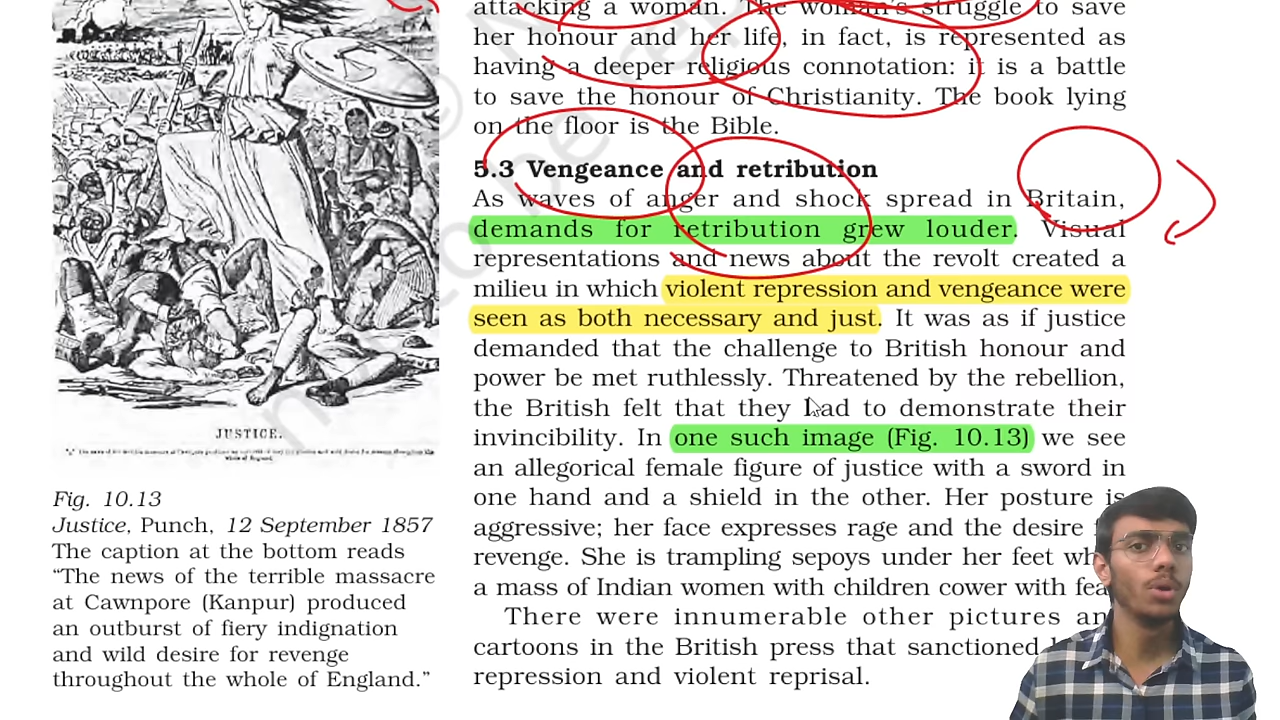 attacking a woman. The woman's struggle to save
her honour and her life, in fact, is represented as
having a deeper religious connotation: it is a battle
to save the honour of Christianity. The book lying
on the floor is the Bible.
5.3 Vengeance and retribution
As waves of anger and shock spread in Britain,
demands for retribution grew louder. Visual
representations and news about the revolt created a
milieu in which violent repression and vengeance were
seen as both necessary and just. It was as if justice
demanded that the challenge to British honour and
power be met ruthlessly. Threatened by the rebellion,
the British felt that they had to demonstrate their
invincibility. In one such image (Fig. 10.13) we see
an allegorical female figure of justice with a sword in
one hand and a shield in the other. Her posture is
aggressive; her face expresses rage and the desire
revenge. She is trampling sepoys under her feet
a mass of Indian women with children cower with
There were innumerable other pictures
cartoons in the British press that sanctioned
repression and violent reprisal.
JUSTICE.
Fig. 10.13
Justice, Punch, 12 September 1857
The caption at the bottom reads
“The news of the terrible massacre
at Cawnpore (Kanpur) produced
an outburst of fiery indignation
and wild desire for revenge
throughout the whole of England.”